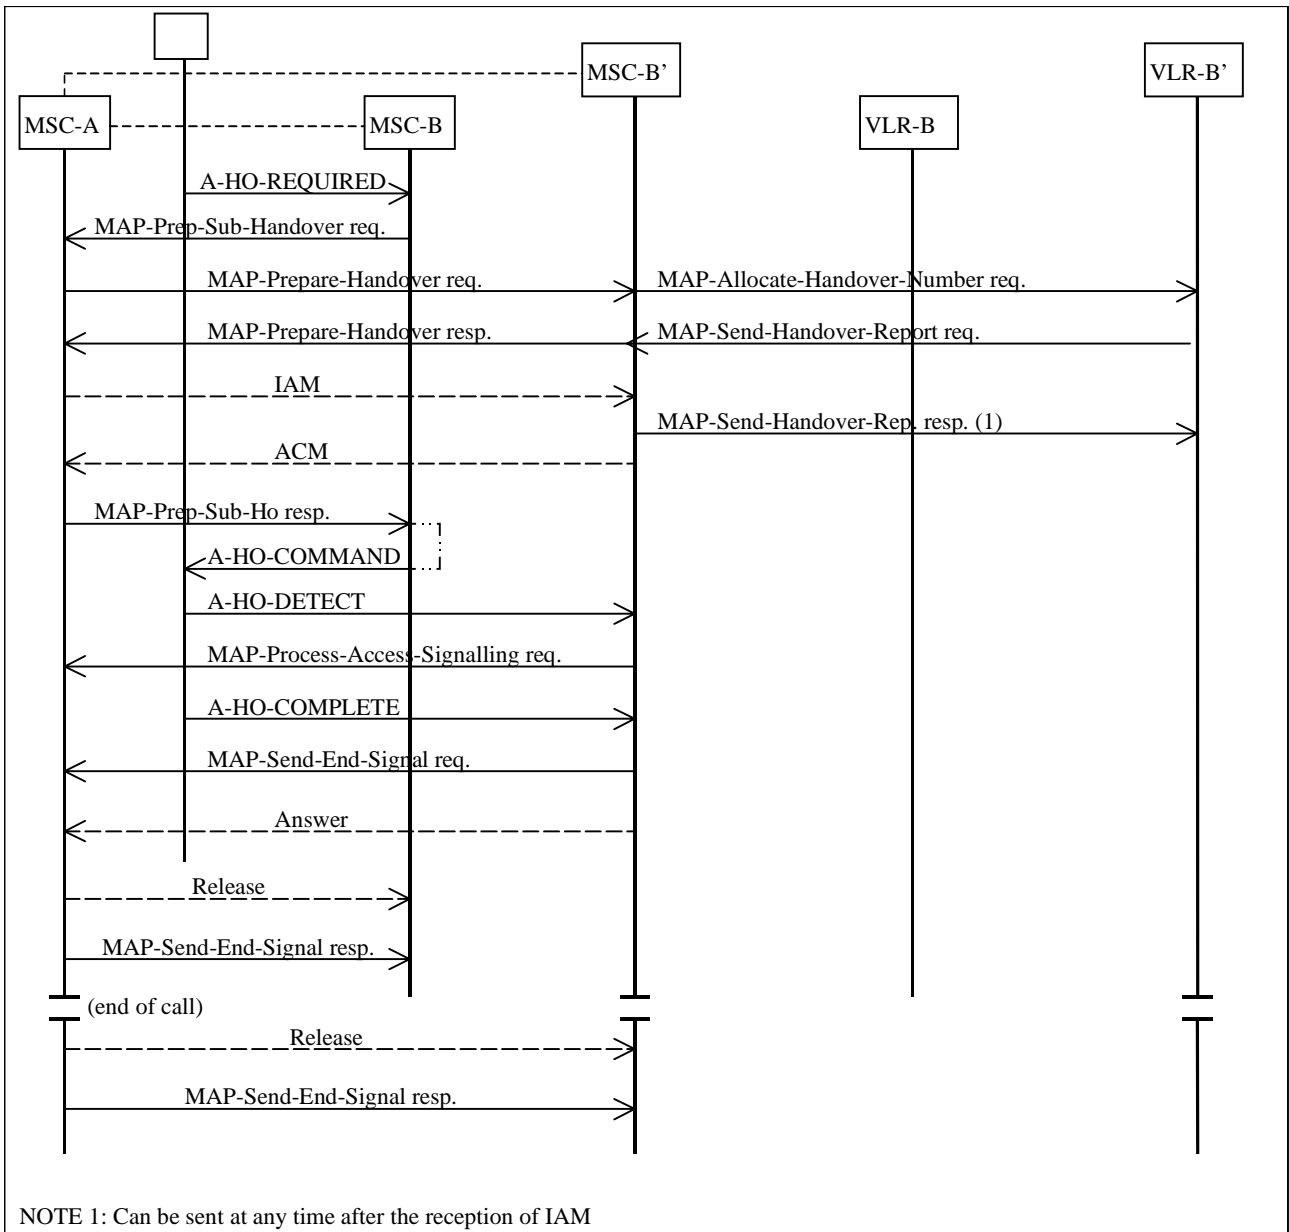 MSC-B’
VLR-B’
MSC-A
MSC-B
VLR-B
A-HO-REQUIRED
MAP-Prep-Sub-Handover req.
MAP-Prepare-Handover req.
MAP-Allocate-Handover-Number req.
MAP-Prepare-Handover resp.
MAP-Send-Handover-Report req.
IAM
MAP-Send-Handover-Rep. resp. (1)
ACM
MAP-Prep-Sub-Ho resp.
A-HO-COMMAND
A-HO-DETECT
MAP-Process-Access-Signalling req.
A-HO-COMPLETE
MAP-Send-End-Signal req.
Answer
Release
MAP-Send-End-Signal resp.
(end of call)
Release
MAP-Send-End-Signal resp.
NOTE 1: Can be sent at any time after the reception of IAM